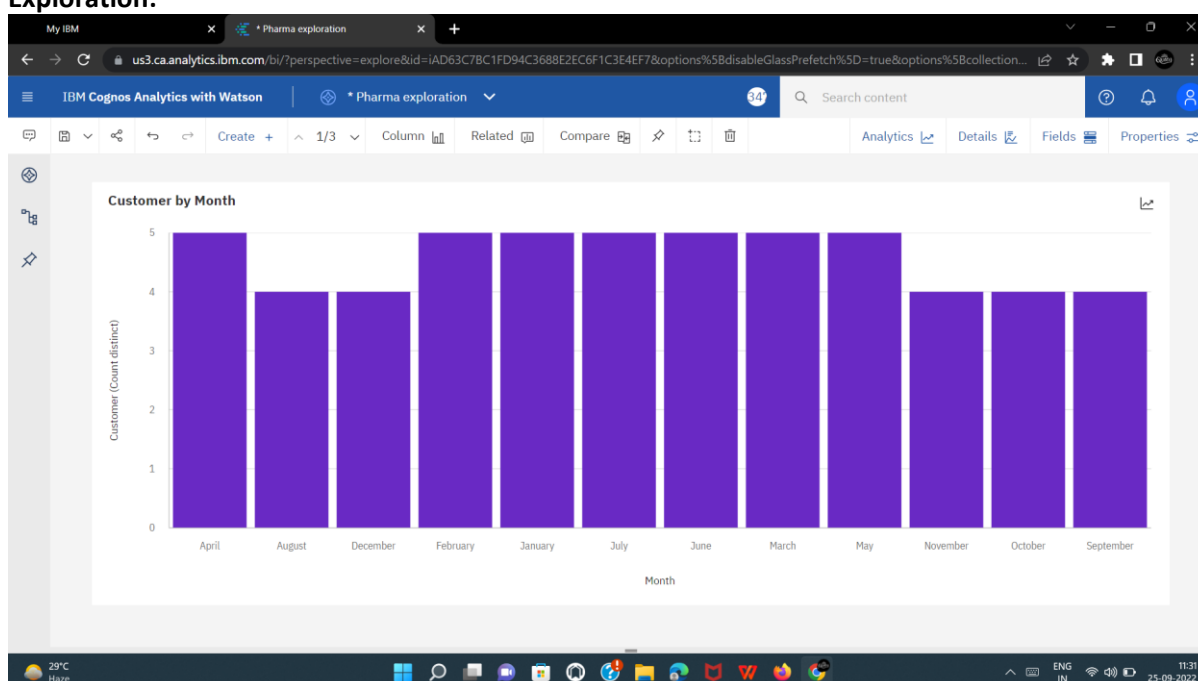 Exploration:
My IBM
* Pharma exploration
us3.ca.analytics.ibm.com/bi/?perspective=explore&id=iAD63C7BC1FD94C3688E2EC6F1C3E4EF7&options%5BdisableGlassPrefetch%5D=true&options%5Bcollection...
IBM Cognos Analytics with Watson * Pharma exploration Search content
Create + 1/3 Column Related Compare Analytics Details Fields Properties
Customer by Month
5
4
3
2
1
0
Customer (Count distinct)
April August December February January July June March May November October September
Month
29°C
Haze
ENG
IN
11:31
25-09-2022